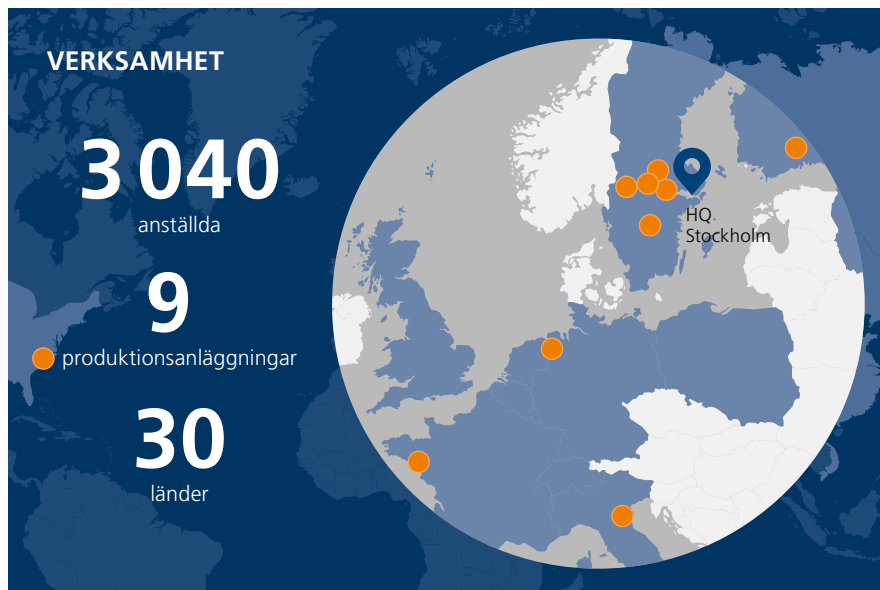 VERKSAMHET
3 040
anställda
9
produktionsanläggningar
30
länder
HQ
Stockholm